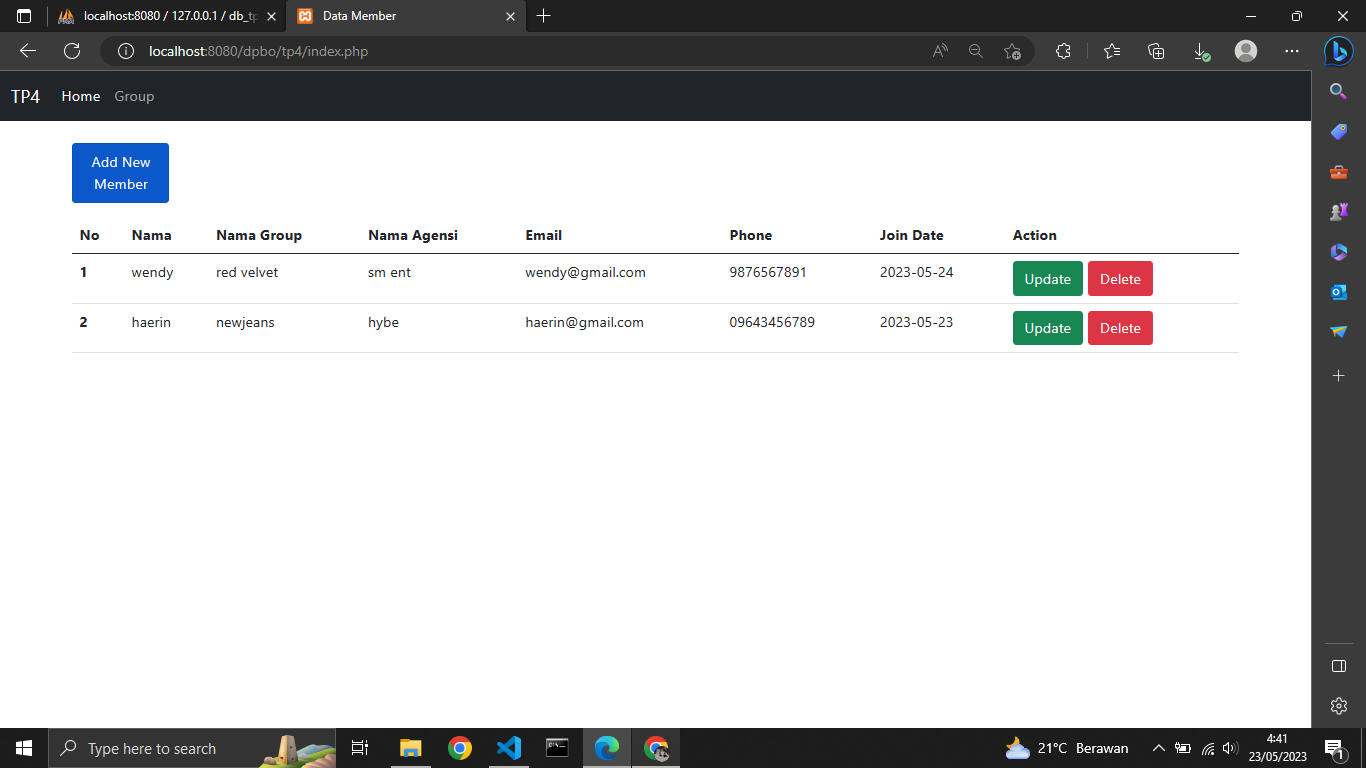 localhost:8080 / 127.0.0.1 / db_tp
Data Member
localhost:8080/dpbo/tp4/index.php
TP4 Home Group
Add New
Member
No Nama Nama Group Nama Agensi Email Phone Join Date Action
1 wendy red velvet sm ent wendy@gmail.com 9876567891 2023-05-24 Update Delete
2 haerin newjeans hybe haerin@gmail.com 09643456789 2023-05-23 Update Delete
Type here to search
21°C Berawan
4:41
23/05/2023
1